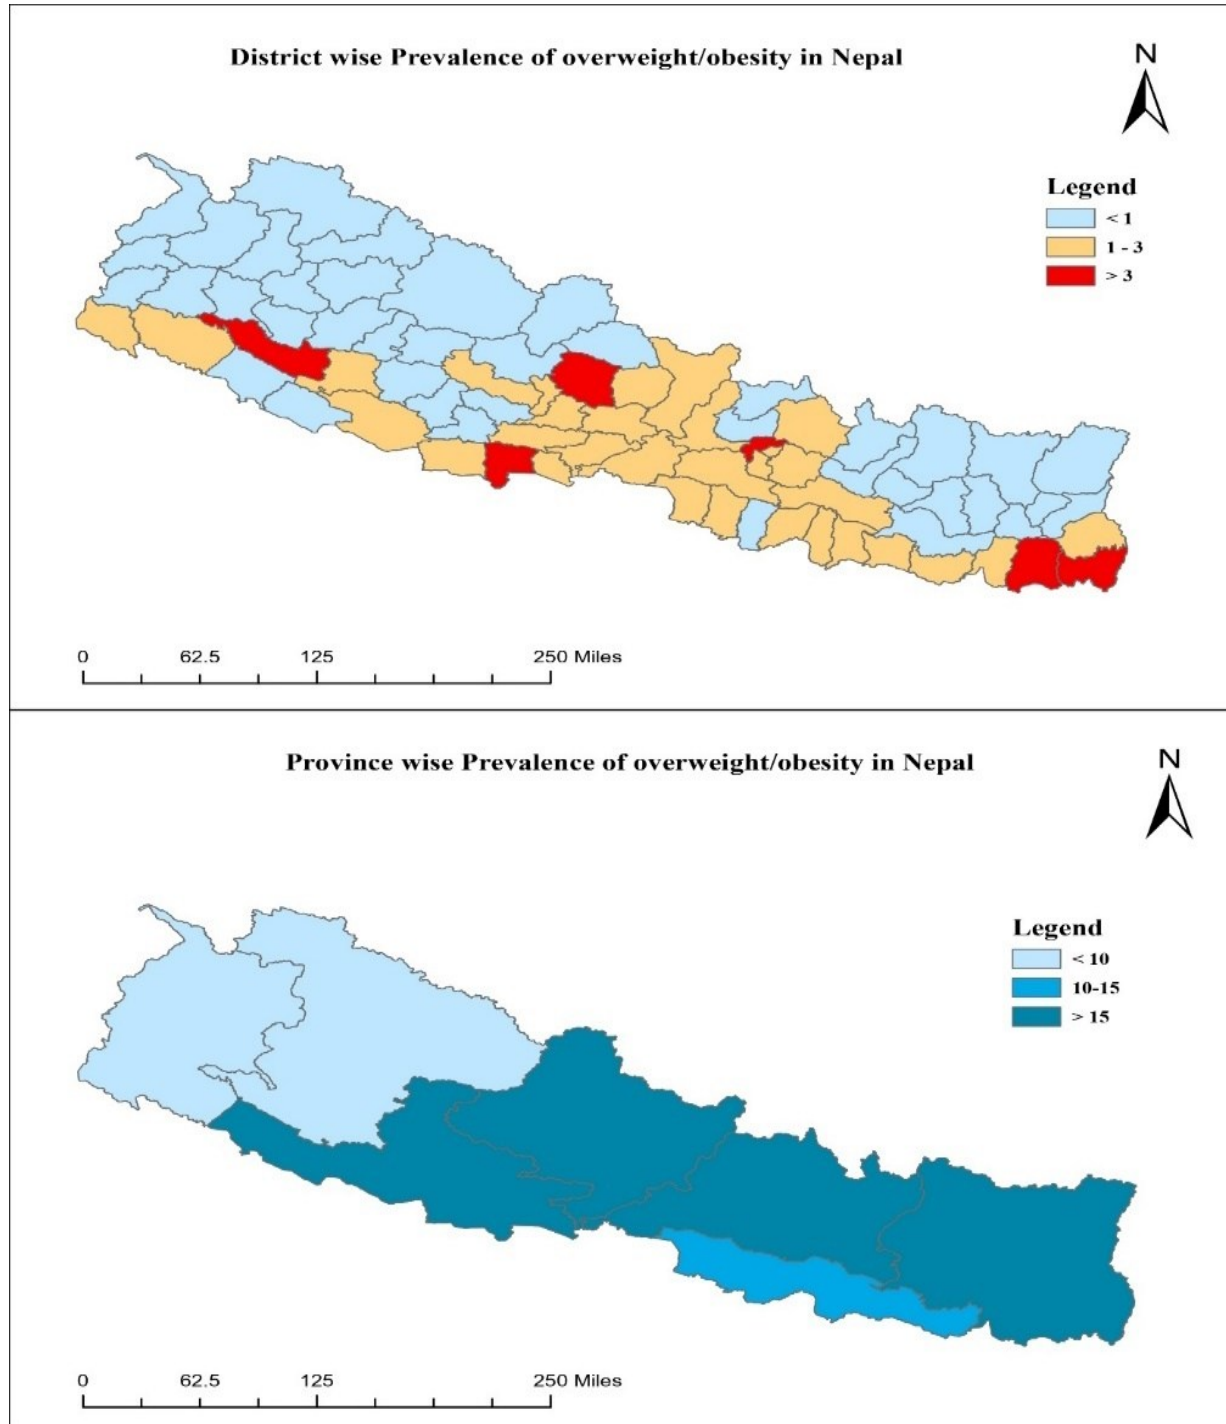 District wise Prevalence of overweight/obesity in Nepal
N
Legend
< 1
1 - 3
> 3
0 62.5 125 250 Miles
Province wise Prevalence of overweight/obesity in Nepal
N
Legend
< 10
10-15
> 15
0 62.5 125 250 Miles